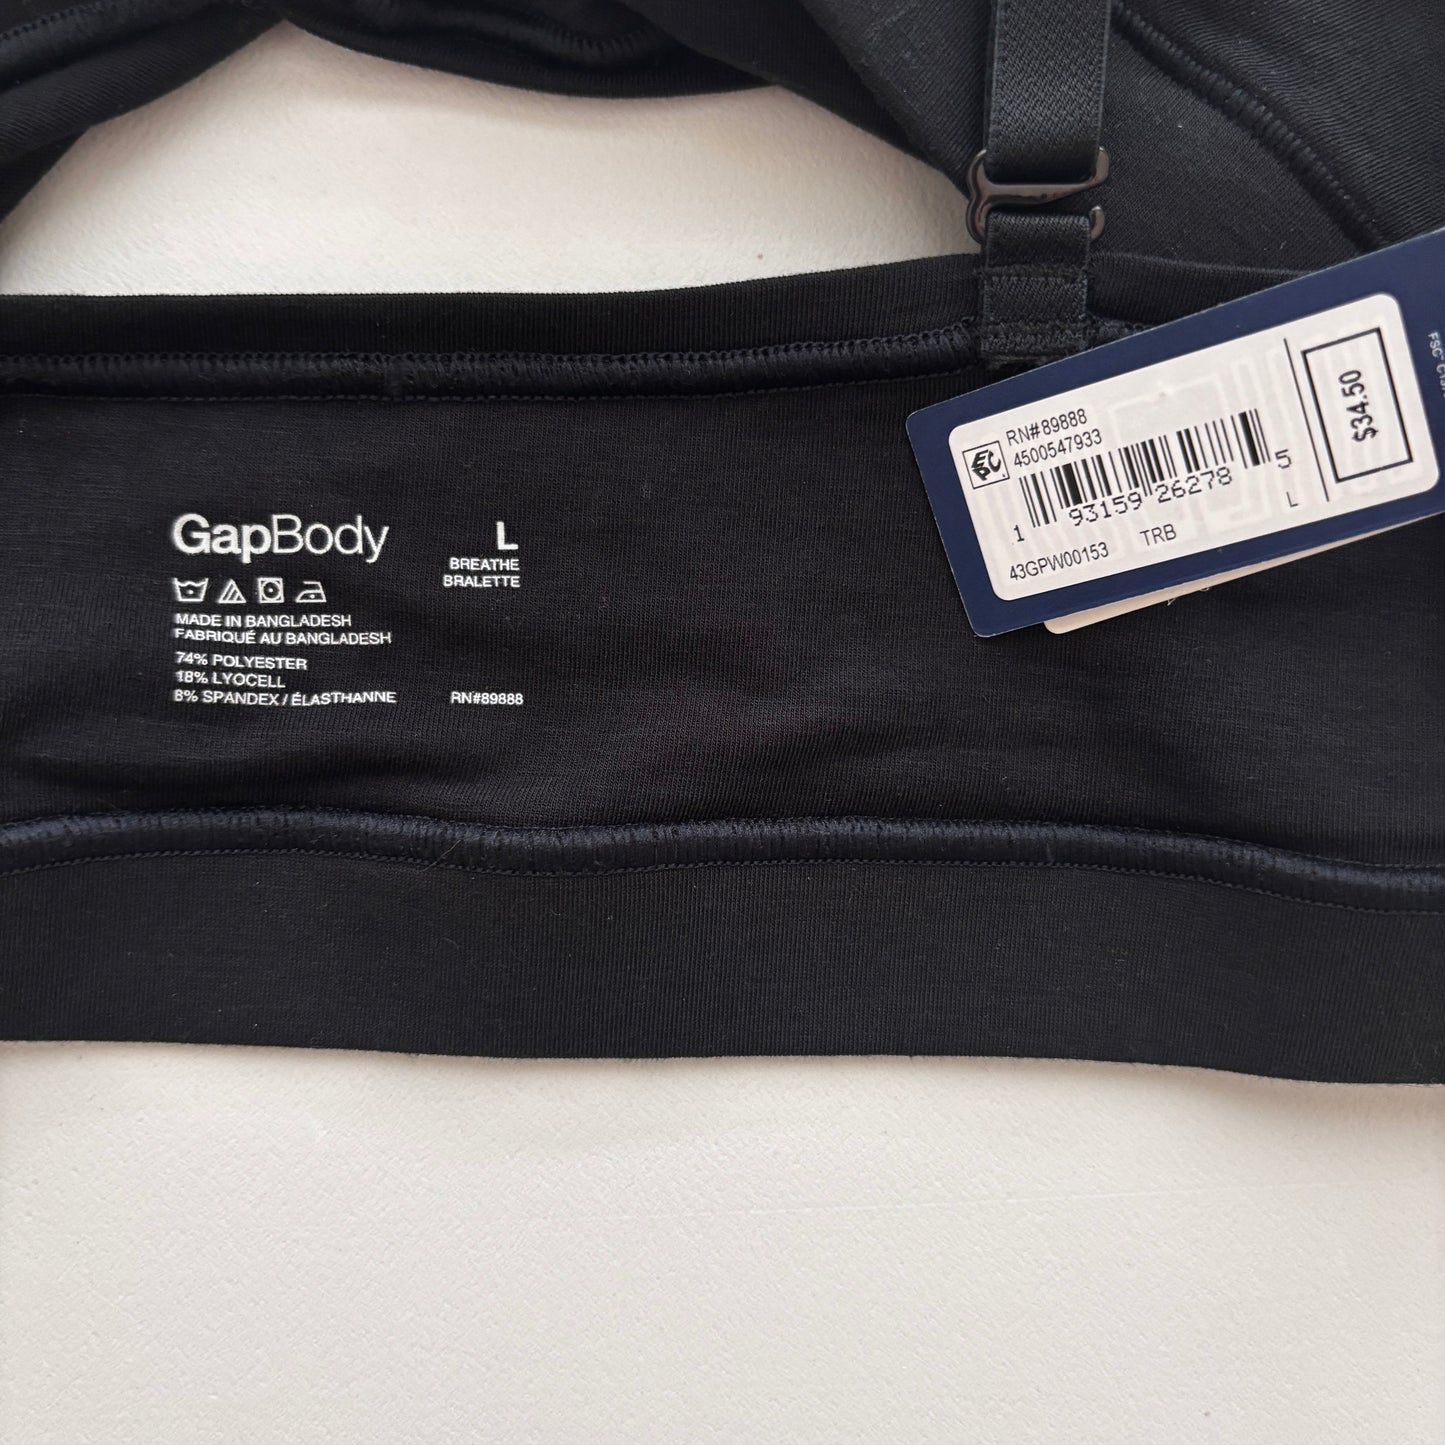 GapBody
L
BREATHE
BRALETTE
MADE IN BANGLADESH
FABRIQUÉ AU BANGLADESH
74% POLYESTER
18% LYOCELL
8% SPANDEX / ÉLASTHANNE
RN#89888
RN#89888
4500547933
1 93159 26278 5
43GPW00153 TRB L
$34.50